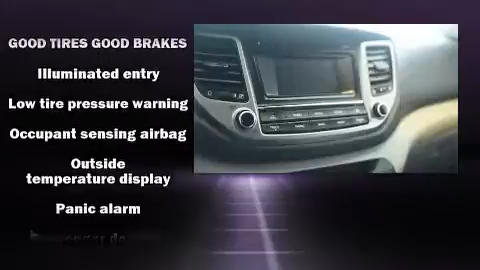 GOOD TIRES GOOD BRAKES
Illuminated entry
Low tire pressure warning
Occupant sensing airbag
Outside
temperature display
Panic alarm